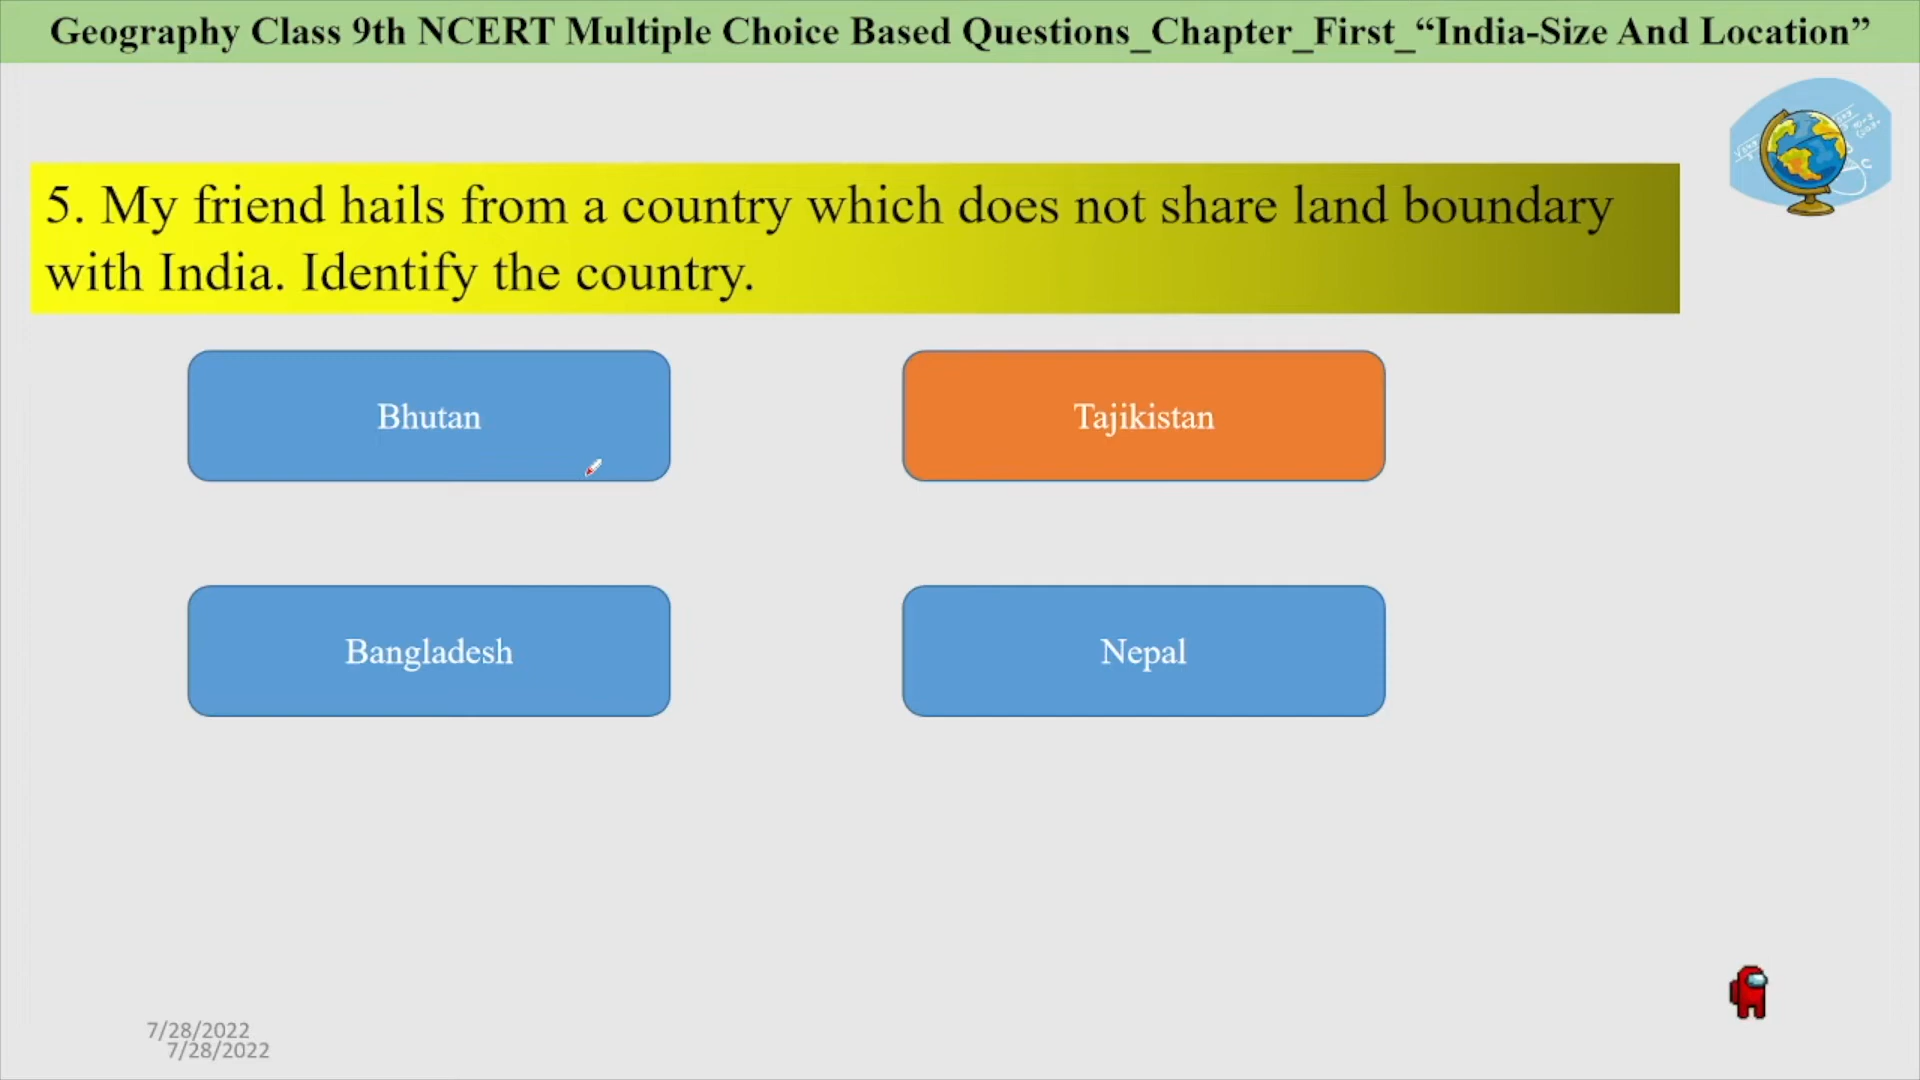 Geography Class 9th NCERT Multiple Choice Based Questions_Chapter_First_“India-Size And Location”
5. My friend hails from a country which does not share land boundary
with India. Identify the country.
Bhutan
Tajikistan
Bangladesh
Nepal
7/28/2022
7/28/2022